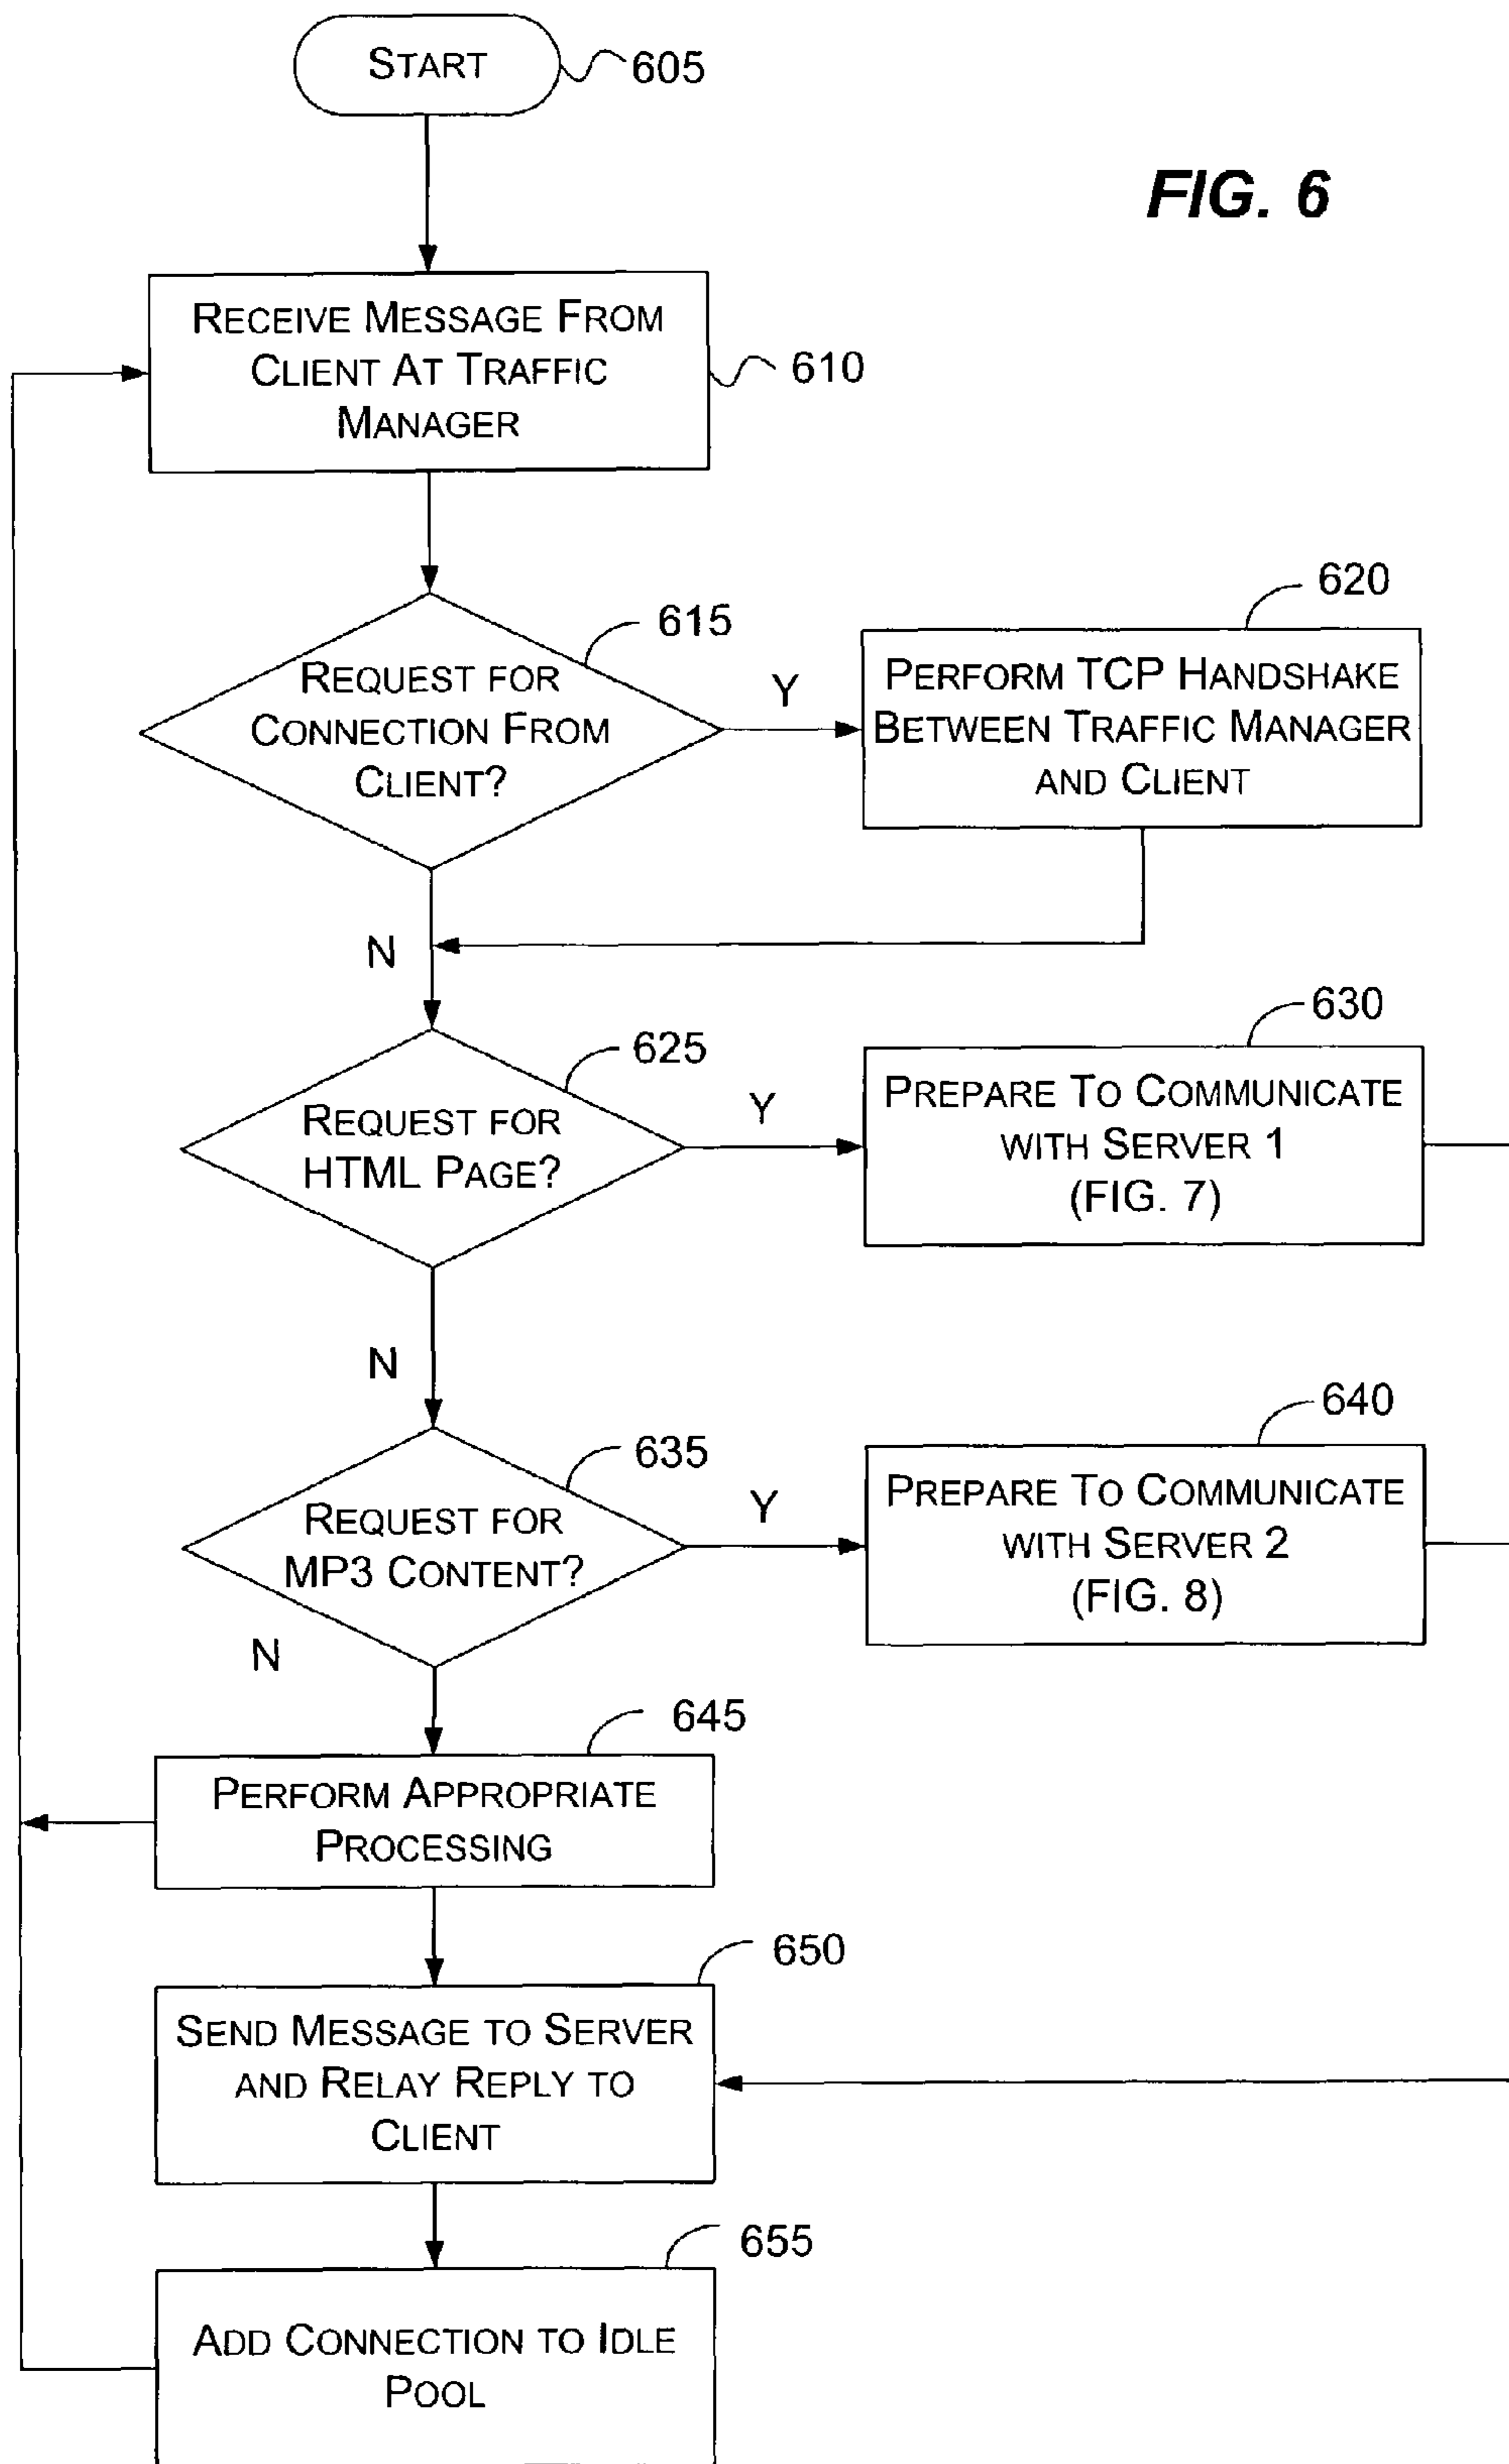 START
605
FIG. 6
RECEIVE MESSAGE FROM
CLIENT AT TRAFFIC
MANAGER
610
REQUEST FOR
CONNECTION FROM
CLIENT?
615
Y
620
PERFORM TCP HANDSHAKE
BETWEEN TRAFFIC MANAGER
AND CLIENT
N
REQUEST FOR
HTML PAGE?
625
Y
630
PREPARE TO COMMUNICATE
WITH SERVER 1
(FIG. 7)
N
REQUEST FOR
MP3 CONTENT?
635
Y
640
PREPARE TO COMMUNICATE
WITH SERVER 2
(FIG. 8)
N
645
PERFORM APPROPRIATE
PROCESSING
650
SEND MESSAGE TO SERVER
AND RELAY REPLY TO
CLIENT
655
ADD CONNECTION TO IDLE
POOL